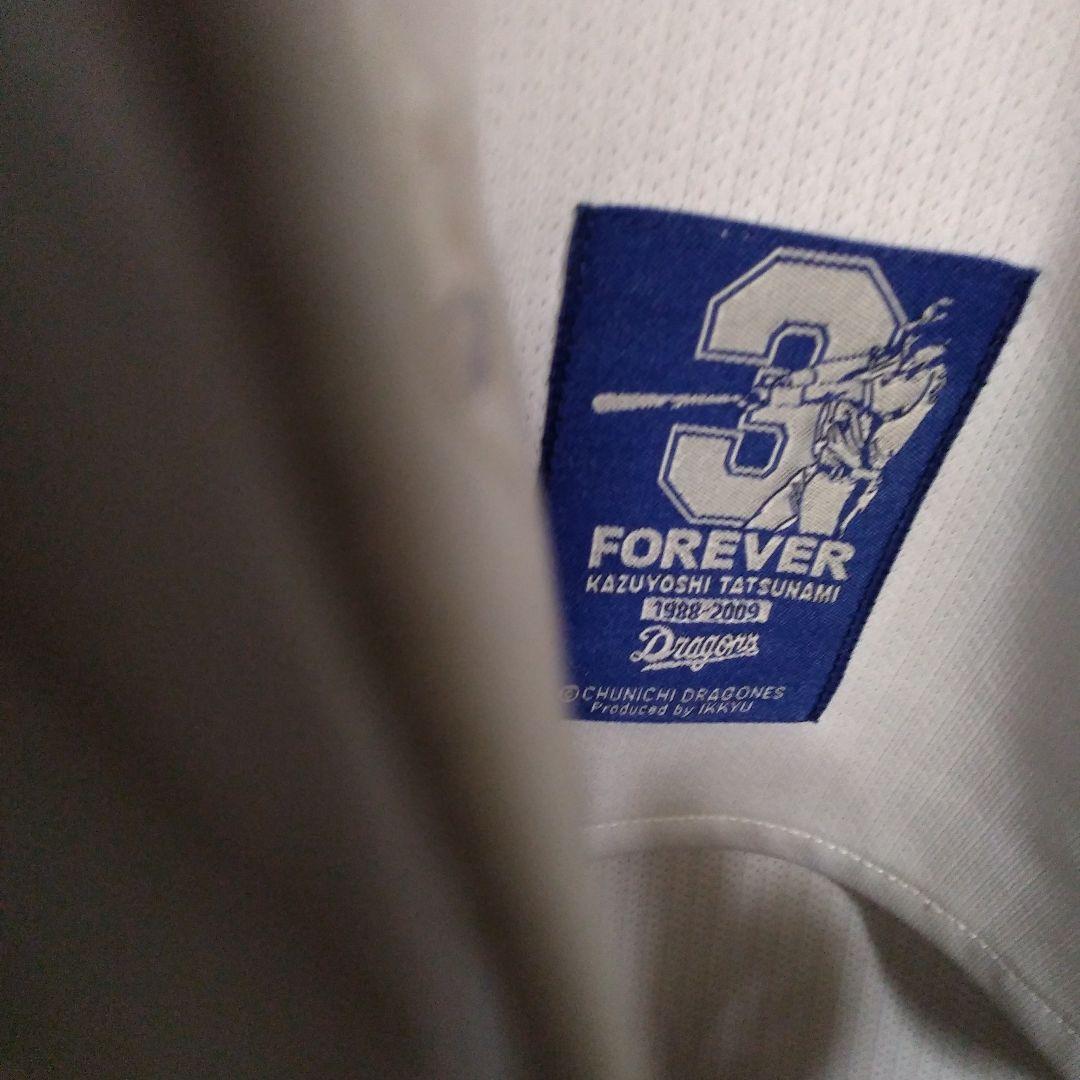 3
FOREVER
KAZUYOSHI TATSUNAMI
1988-2009
Dragons
© CHUNICHI DRAGONES
Produced by IKKYU